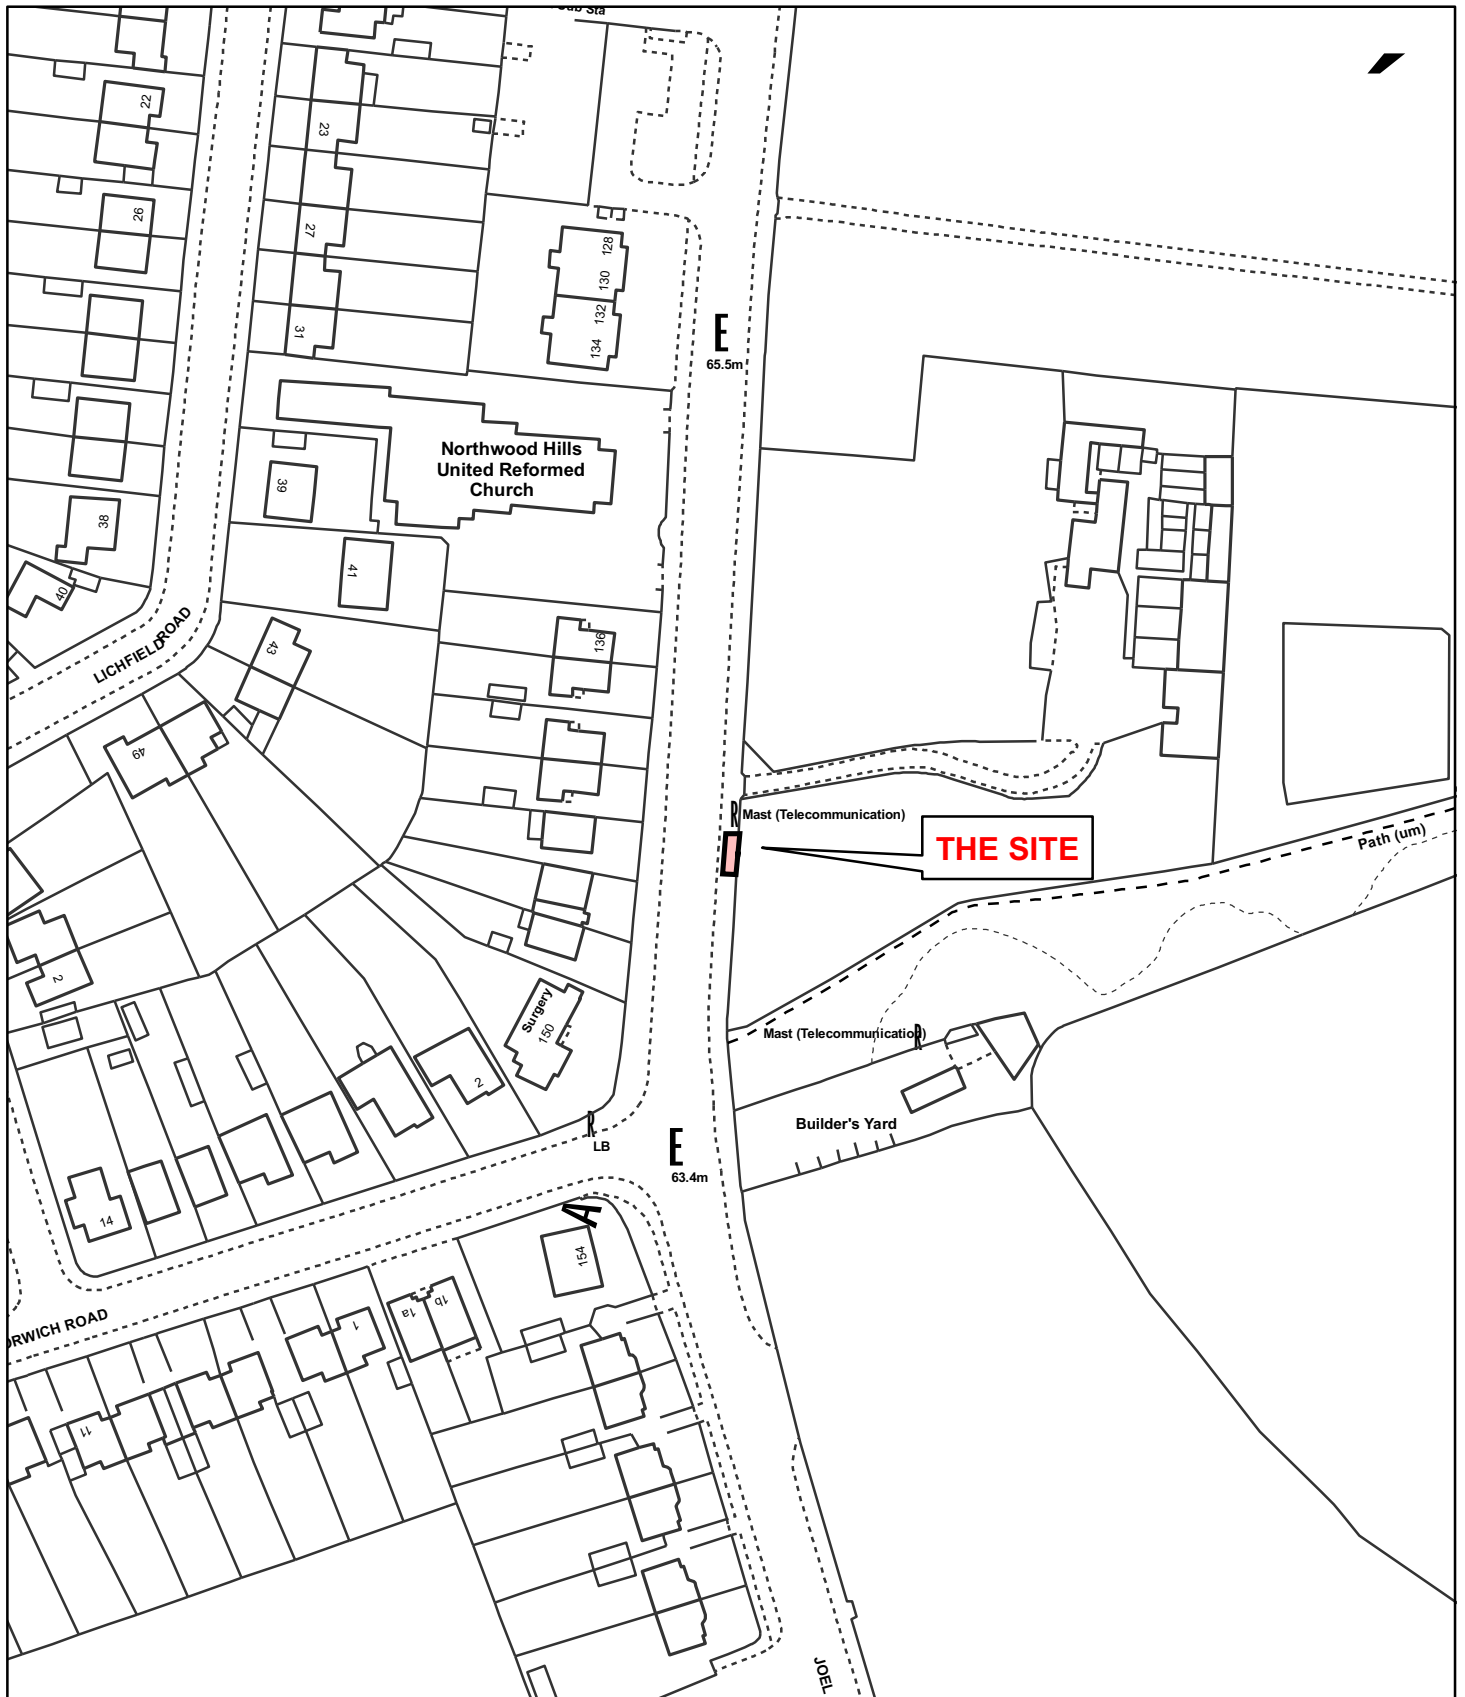 Sub Sta
22
23
26
27
128
130
132
134
31
E
65.5m
Northwood Hills
United Reformed
Church
39
38
41
40
136
LICHFIELD ROAD
43
49
R
Mast (Telecommunication)
THE SITE
Path (um)
2
Surgery
150
Mast (Telecommunication)
R
2
Builder's Yard
R
LB
E
63.4m
14
A
154
ORWICH ROAD
1a
1b
1
11
JOEL